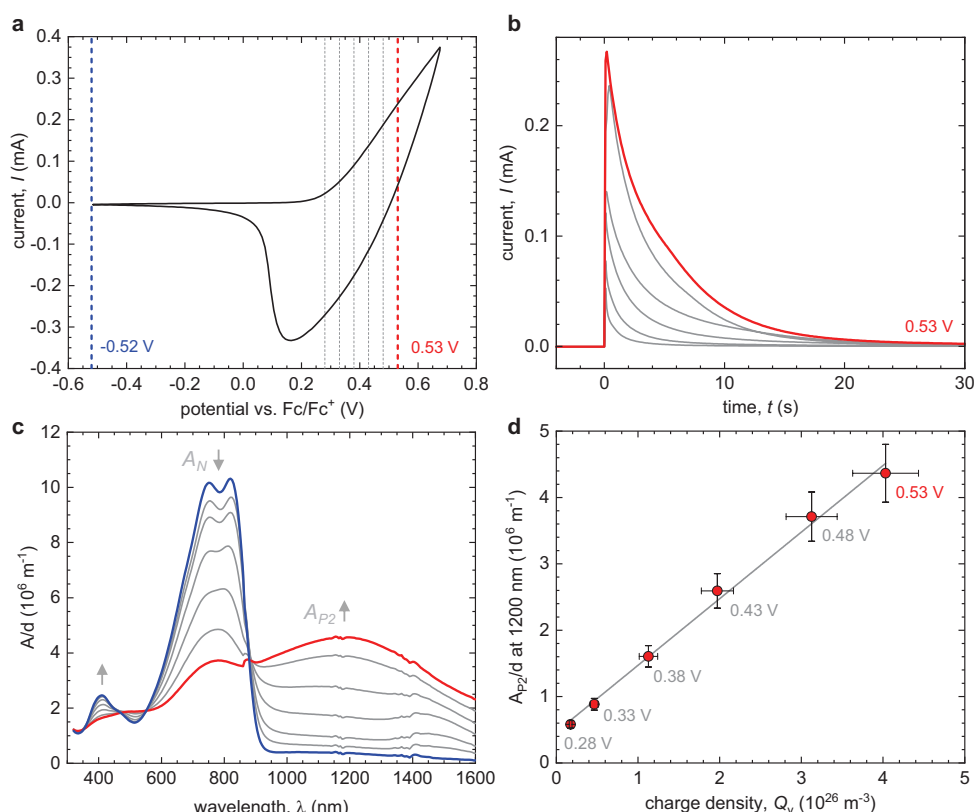 a
0.4
0.3
0.2
0.1
0.0
-0.1
-0.2
-0.3
-0.4
current, I (mA)
-0.52 V
0.53 V
-0.6
-0.4
-0.2
0.0
0.2
0.4
0.6
0.8
potential vs. Fc/Fc⁺ (V)
b
0.2
0.1
0.0
current, I (mA)
0.53 V
0
10
20
30
time, t (s)
c
12
10
8
6
4
2
0
A/d (10⁶ m⁻¹)
A_N
A_P2
400
600
800
1000
1200
1400
1600
wavelength, λ (nm)
d
5
4
3
2
1
0
A_P2/d at 1200 nm (10⁶ m⁻¹)
0.53 V
0.48 V
0.43 V
0.38 V
0.33 V
0.28 V
0
1
2
3
4
5
charge density, Q_v (10²⁶ m⁻³)